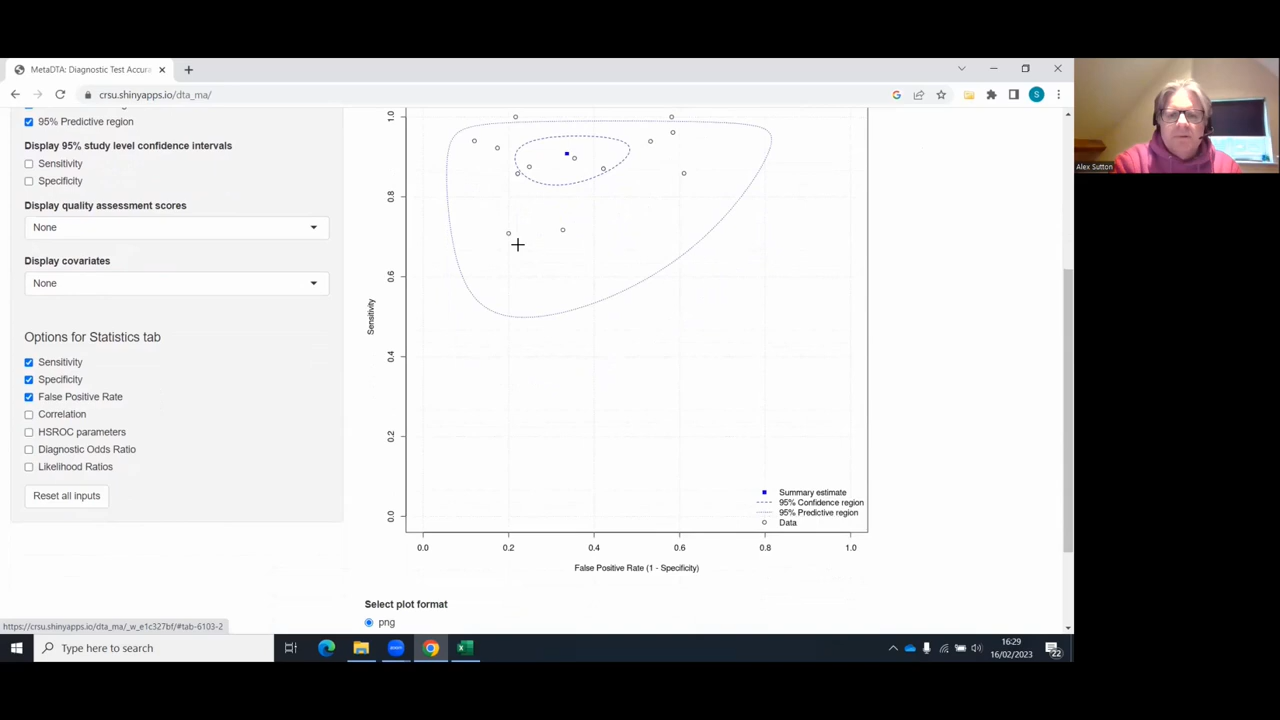 MetaDTA: Diagnostic Test Accura
crsu.shinyapps.io/dta_ma/
S
Alex Sutton
95% Predictive region
Display 95% study level confidence intervals
Sensitivity
Specificity
Display quality assessment scores
None
Display covariates
None
Options for Statistics tab
Sensitivity
Specificity
False Positive Rate
Correlation
HSROC parameters
Diagnostic Odds Ratio
Likelihood Ratios
Reset all inputs
1.0
0.8
0.6
0.4
0.2
0.0
Sensitivity
Summary estimate
95% Confidence region
95% Predictive region
Data
0.0 0.2 0.4 0.6 0.8 1.0
False Positive Rate (1 - Specificity)
Select plot format
png
https://crsu.shinyapps.io/dta_ma/_w_e1c327bf/#tab-6103-2
Type here to search
16:29
16/02/2023
22